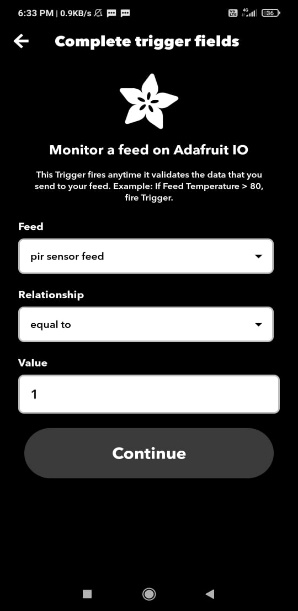 6:33 PM | 0.9KB/s
4G
36
Complete trigger fields
Monitor a feed on Adafruit IO
This Trigger fires anytime it validates the data that you
send to your feed. Example: If Feed Temperature > 80,
fire Trigger.
Feed
pir sensor feed
Relationship
equal to
Value
1
Continue